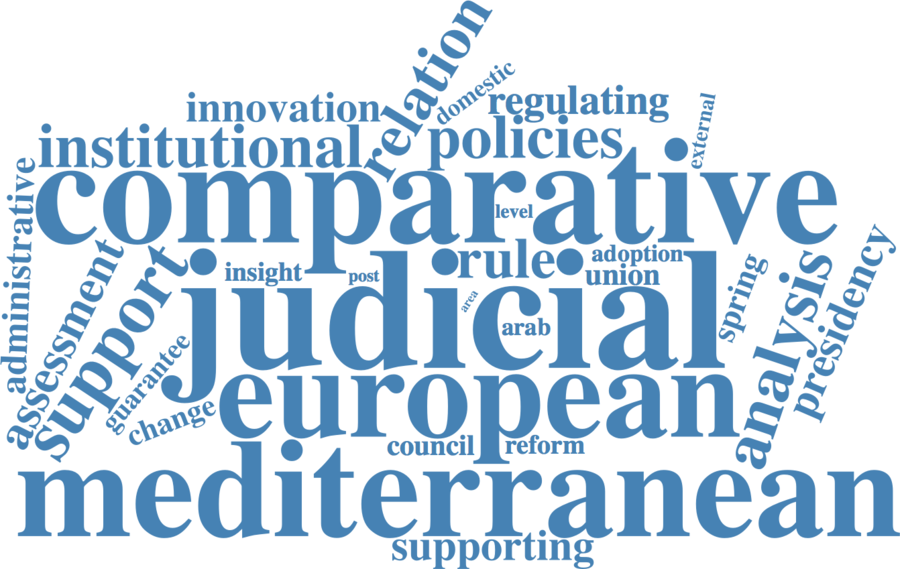 relation
domestic
innovation
regulating
external
institutional
policies
administrative
comparative
level
assessment
support
insight
post
rule
adoption
union
spring
analysis
presidency
judicial
area
arab
guarantee
change
european
council
reform
mediterranean
supporting